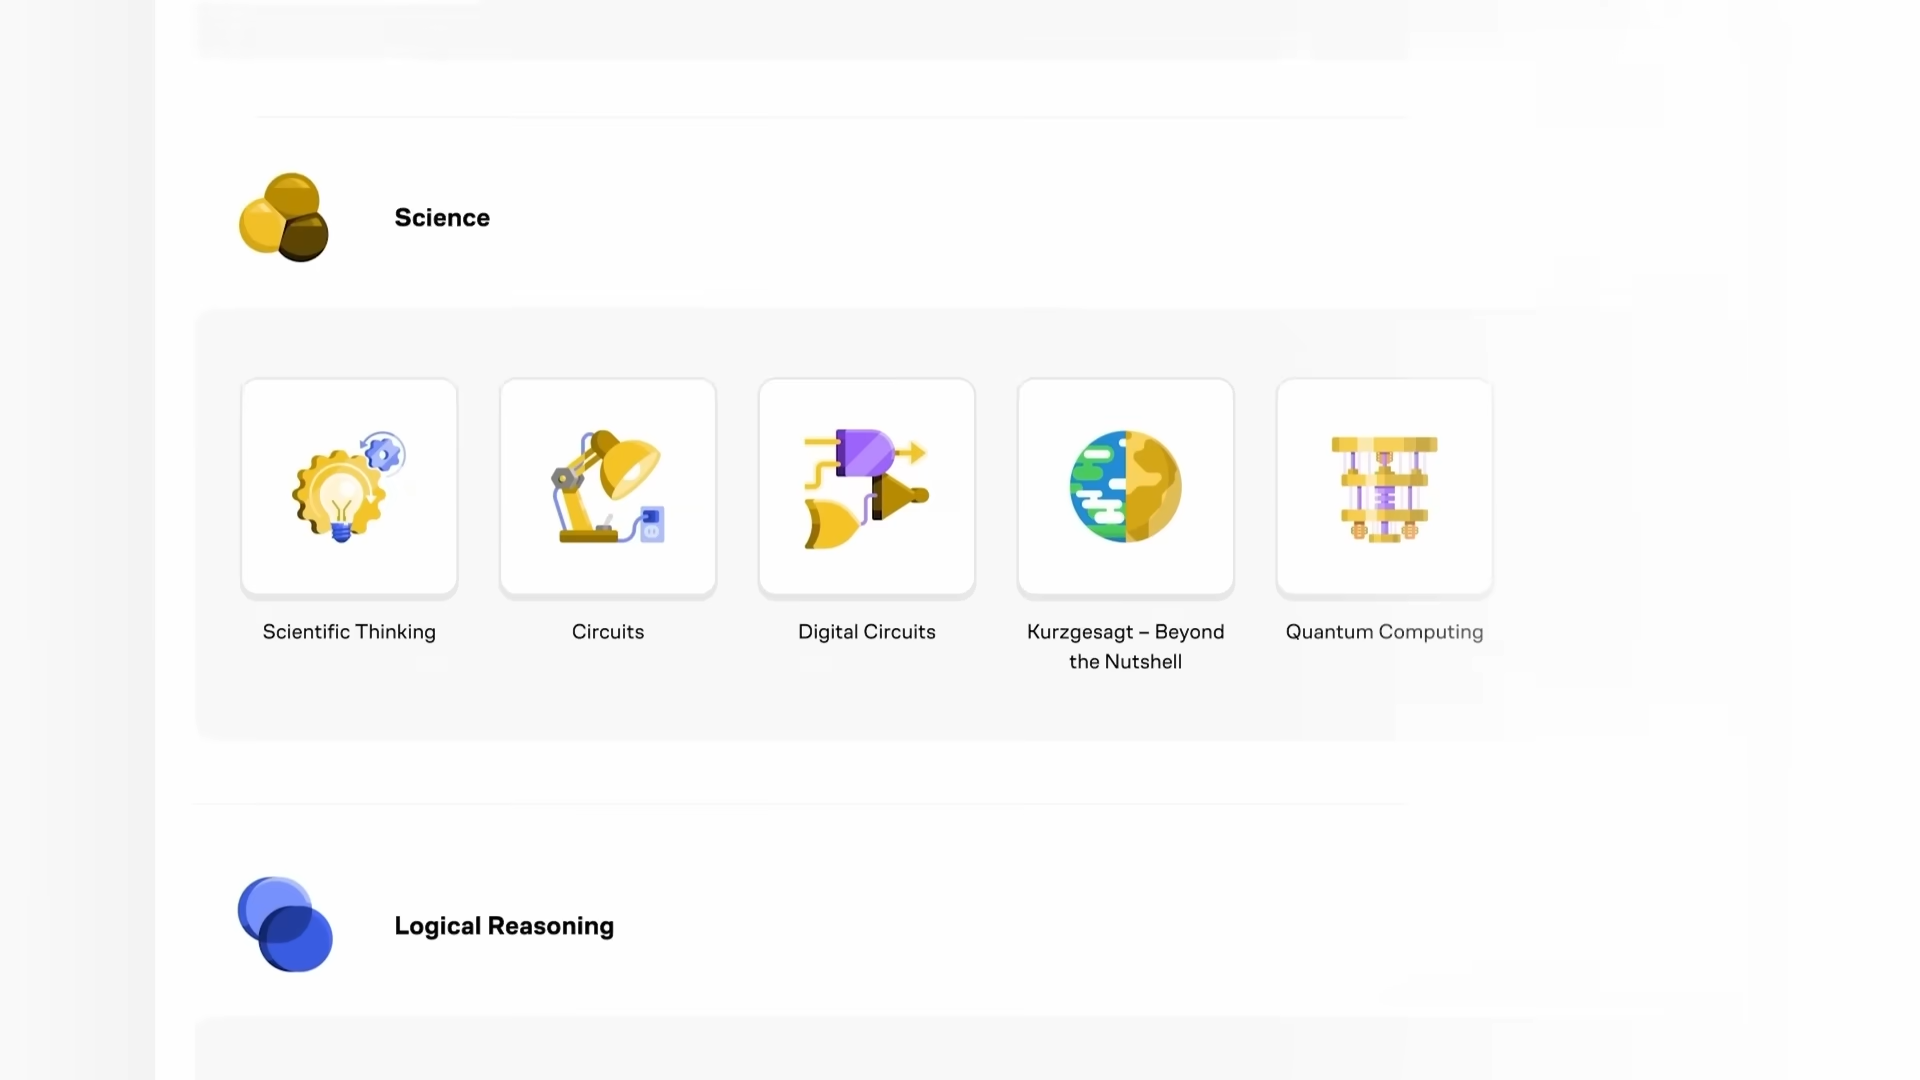 Science
Scientific Thinking
Circuits
Digital Circuits
Kurzgesagt – Beyond
the Nutshell
Quantum Computing
Logical Reasoning